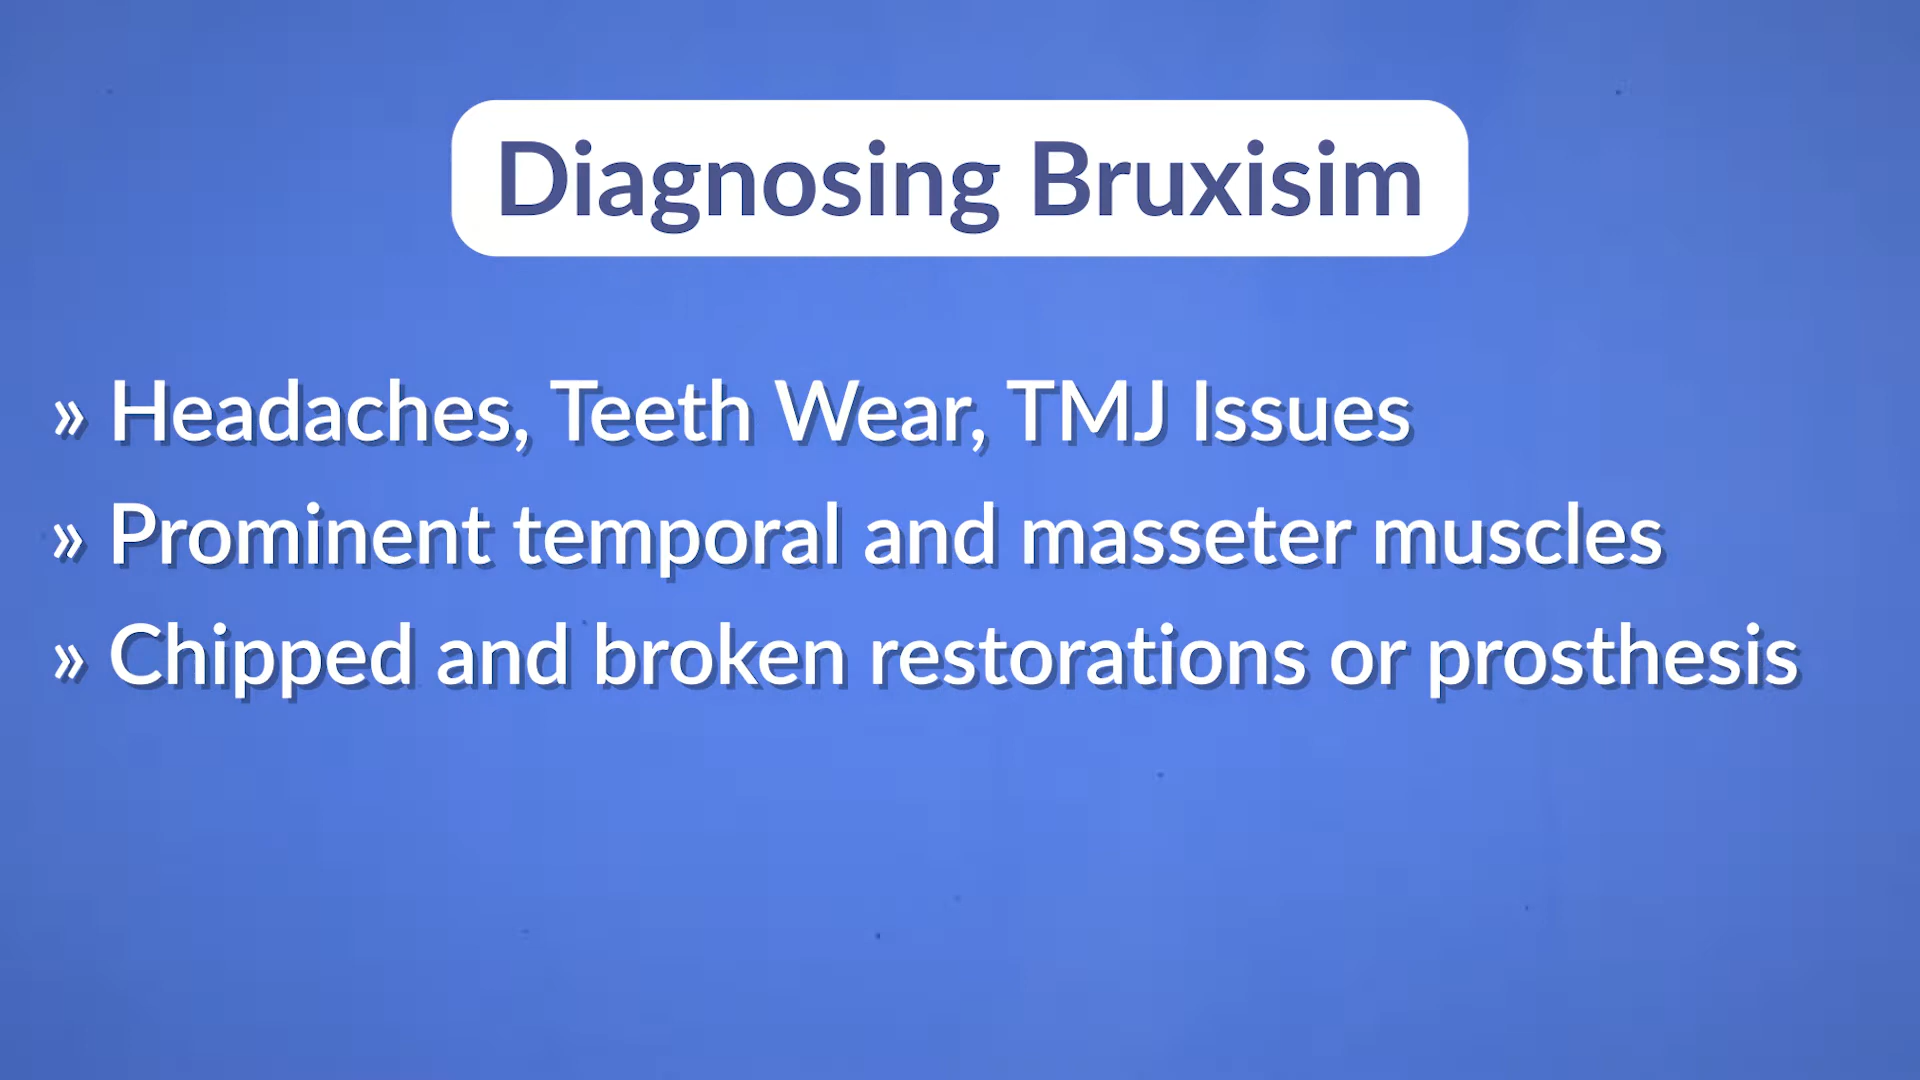 Diagnosing Bruxisim
» Headaches, Teeth Wear, TMJ Issues
» Prominent temporal and masseter muscles
» Chipped and broken restorations or prosthesis